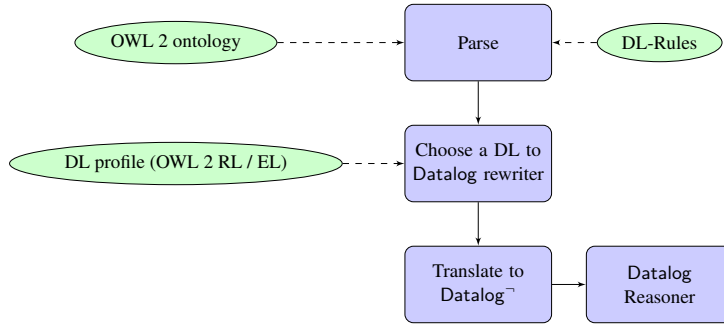 OWL 2 ontology
Parse
DL-Rules
DL profile (OWL 2 RL / EL)
Choose a DL to
Datalog rewriter
Translate to
Datalog¬
Datalog
Reasoner